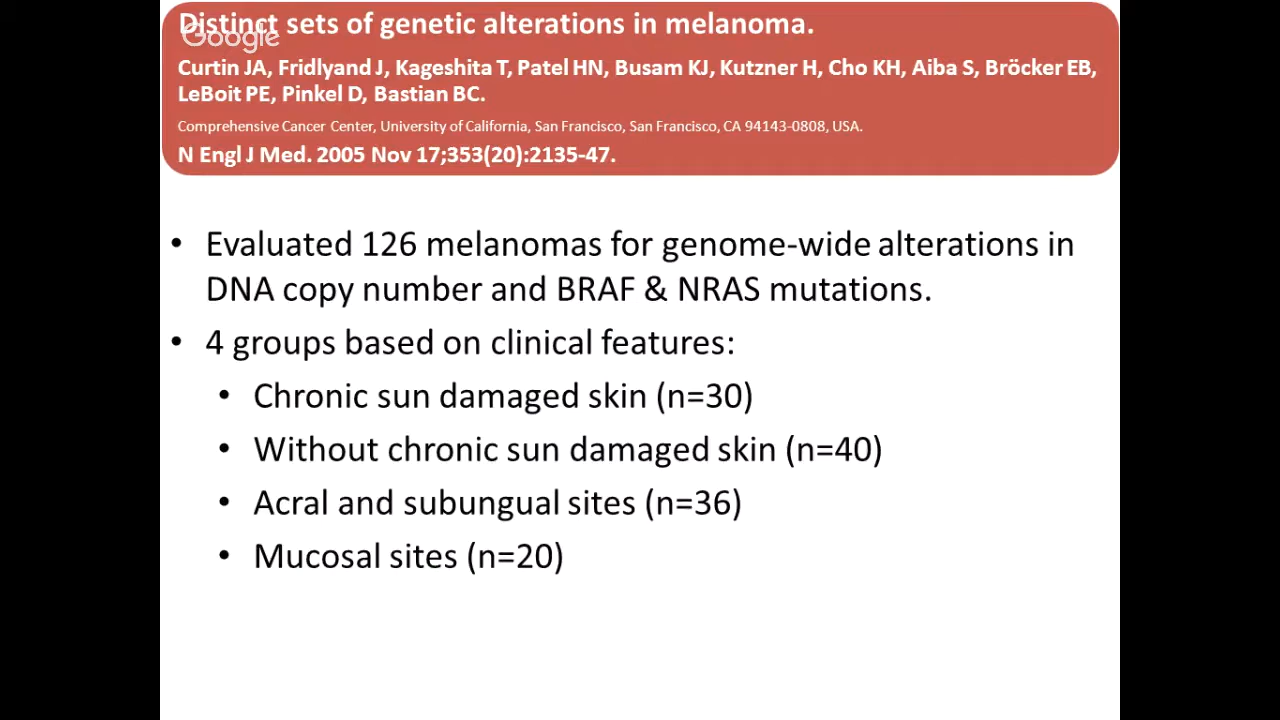 Distinct sets of genetic alterations in melanoma.
Google
Curtin JA, Fridlyand J, Kageshita T, Patel HN, Busam KJ, Kutzner H, Cho KH, Aiba S, Bröcker EB,
LeBoit PE, Pinkel D, Bastian BC.
Comprehensive Cancer Center, University of California, San Francisco, San Francisco, CA 94143-0808, USA.
N Engl J Med. 2005 Nov 17;353(20):2135-47.
• Evaluated 126 melanomas for genome-wide alterations in
DNA copy number and BRAF & NRAS mutations.
• 4 groups based on clinical features:
• Chronic sun damaged skin (n=30)
• Without chronic sun damaged skin (n=40)
• Acral and subungual sites (n=36)
• Mucosal sites (n=20)